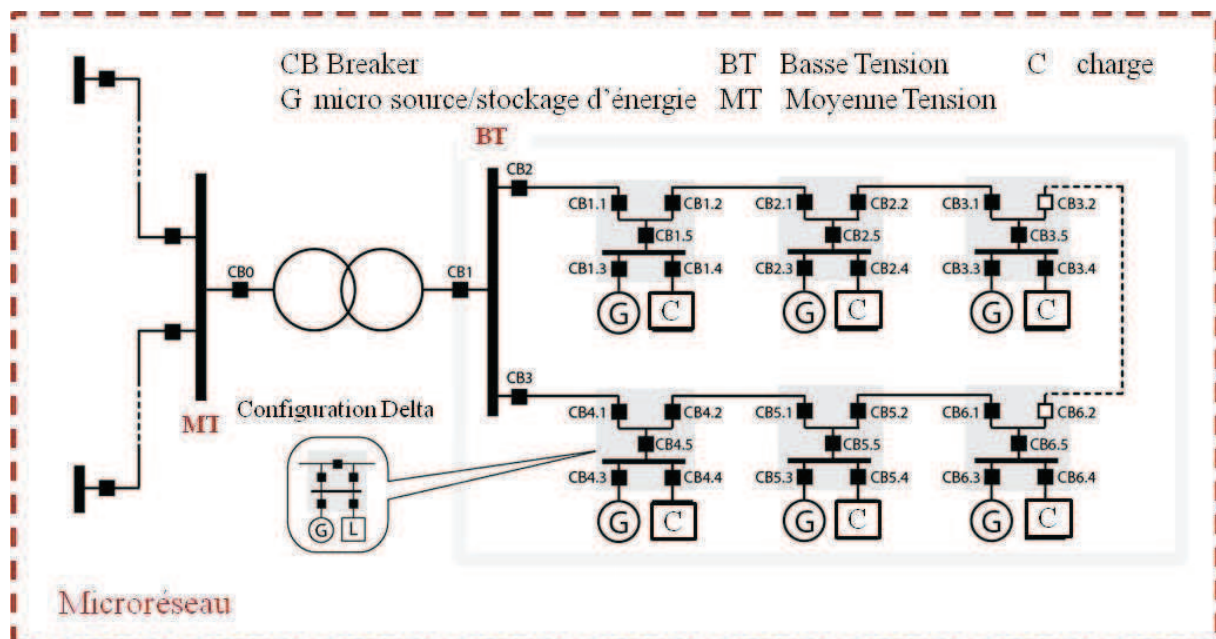 CB Breaker BT Basse Tension C charge
G micro source/stockage d'énergie MT Moyenne Tension
BT
CB2
CB1.1 CB1.2 CB2.1 CB2.2 CB3.1 CB3.2
CB1.5 CB2.5 CB3.5
CB0 CB1
CB1.3 CB1.4 CB2.3 CB2.4 CB3.3 CB3.4
G C G C G C
CB3
MT
Configuration Delta
CB4.1 CB4.2 CB5.1 CB5.2 CB6.1 CB6.2
CB4.5 CB5.5 CB6.5
CB4.3 CB4.4 CB5.3 CB5.4 CB6.3 CB6.4
G C G C G C
G L
Microréseau